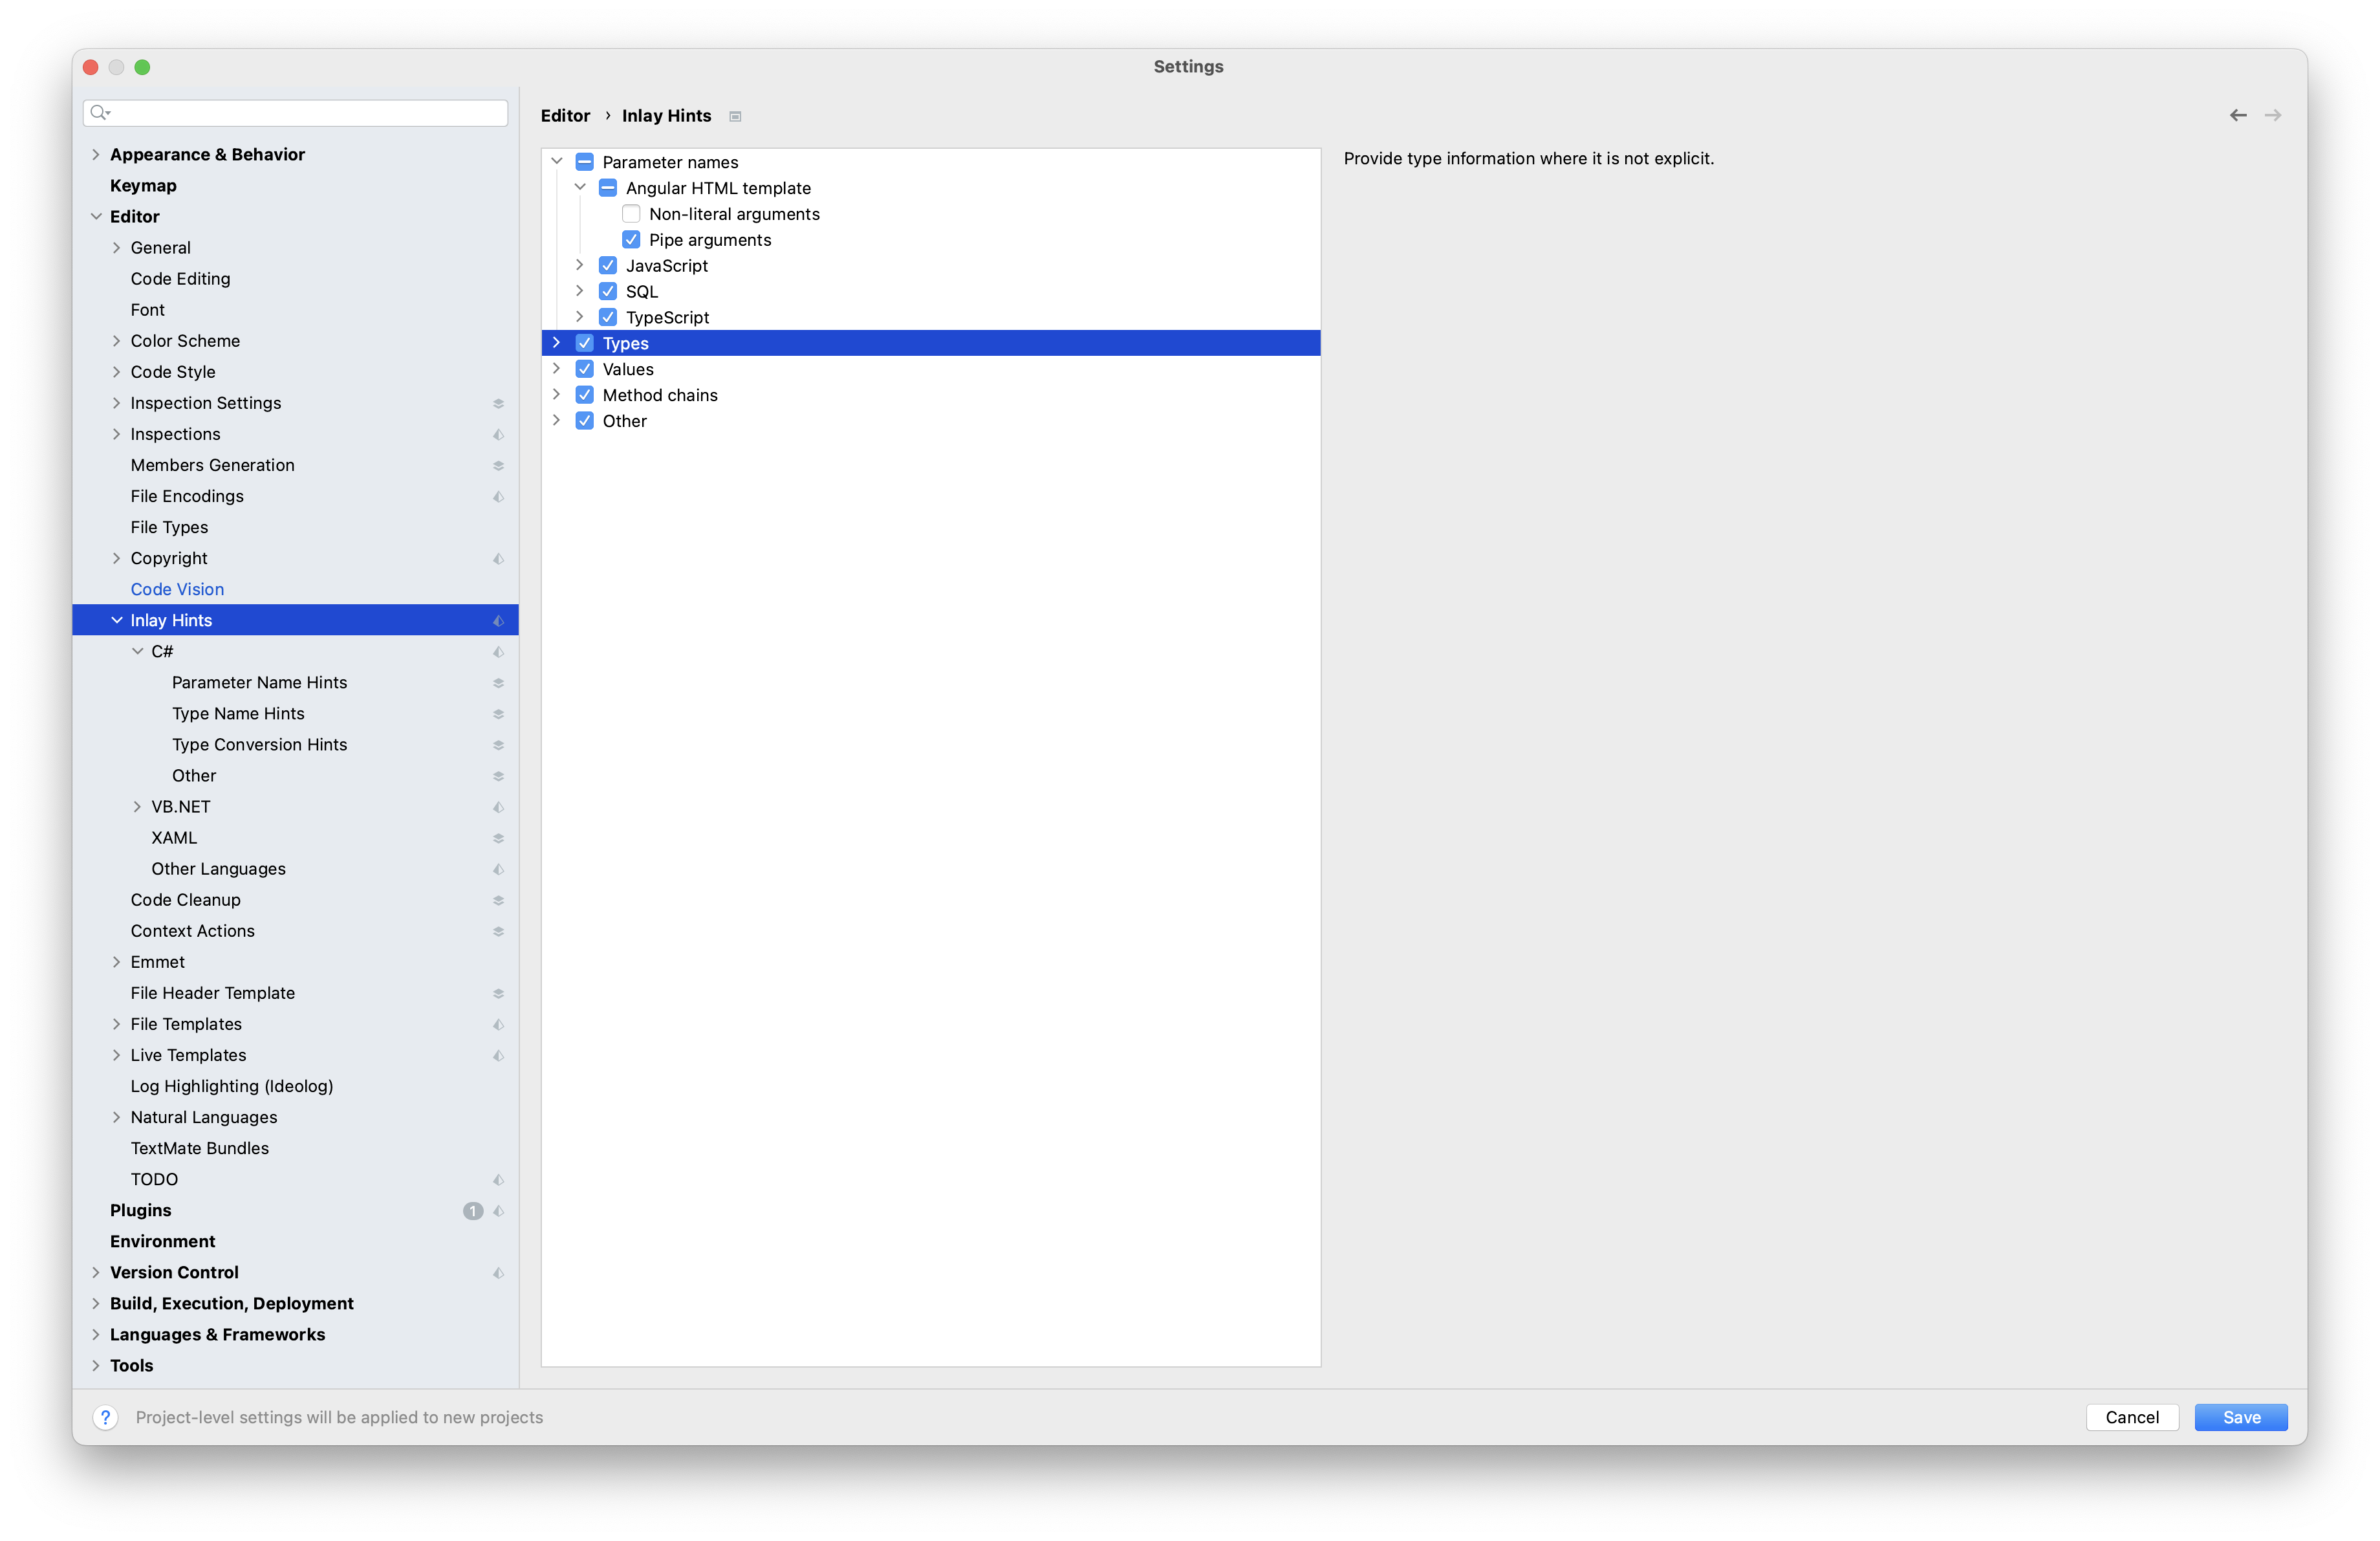 Settings
Appearance & Behavior
Keymap
Editor
General
Code Editing
Font
Color Scheme
Code Style
Inspection Settings
Inspections
Members Generation
File Encodings
File Types
Copyright
Code Vision
Inlay Hints
C#
Parameter Name Hints
Type Name Hints
Type Conversion Hints
Other
VB.NET
XAML
Other Languages
Code Cleanup
Context Actions
Emmet
File Header Template
File Templates
Live Templates
Log Highlighting (Ideolog)
Natural Languages
TextMate Bundles
TODO
Plugins 1
Environment
Version Control
Build, Execution, Deployment
Languages & Frameworks
Tools
Editor › Inlay Hints
Parameter names
Angular HTML template
Non-literal arguments
Pipe arguments
JavaScript
SQL
TypeScript
Types
Values
Method chains
Other
Provide type information where it is not explicit.
? Project-level settings will be applied to new projects
Cancel Save